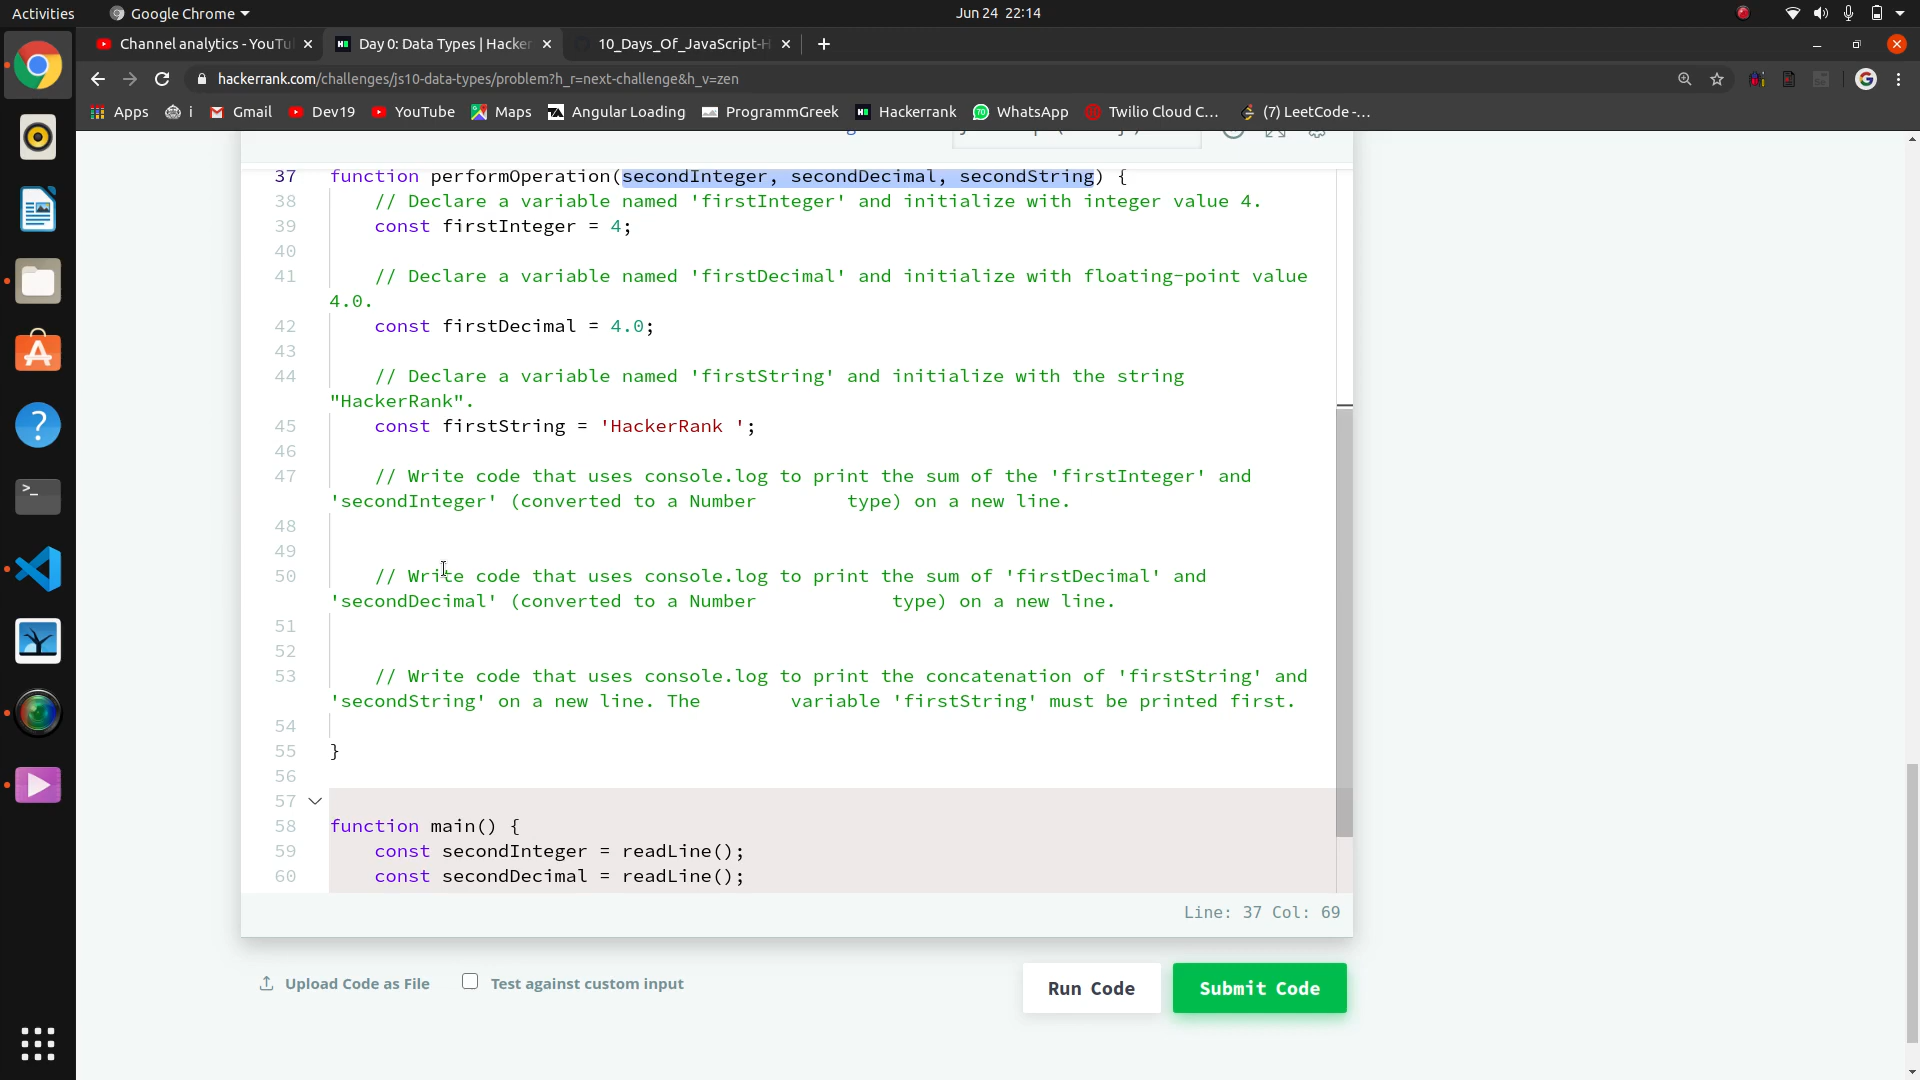 Activities
Google Chrome
Jun 24 22:14
Channel analytics - YouTu
Day 0: Data Types | Hacker
10_Days_Of_JavaScript-H
hackerrank.com/challenges/js10-data-types/problem?h_r=next-challenge&h_v=zen
Apps
i
Gmail
Dev19
YouTube
Maps
Angular Loading
ProgrammGreek
Hackerrank
WhatsApp
Twilio Cloud C...
(7) LeetCode -...
37 function performOperation(secondInteger, secondDecimal, secondString) {
38 // Declare a variable named 'firstInteger' and initialize with integer value 4.
39 const firstInteger = 4;
40
41 // Declare a variable named 'firstDecimal' and initialize with floating-point value
4.0.
42 const firstDecimal = 4.0;
43
44 // Declare a variable named 'firstString' and initialize with the string
"HackerRank".
45 const firstString = 'HackerRank ';
46
47 // Write code that uses console.log to print the sum of the 'firstInteger' and
'secondInteger' (converted to a Number type) on a new line.
48
49
50 // Write code that uses console.log to print the sum of 'firstDecimal' and
'secondDecimal' (converted to a Number type) on a new line.
51
52
53 // Write code that uses console.log to print the concatenation of 'firstString' and
'secondString' on a new line. The variable 'firstString' must be printed first.
54
55 }
56
57
58 function main() {
59 const secondInteger = readLine();
60 const secondDecimal = readLine();
Line: 37 Col: 69
Upload Code as File
Test against custom input
Run Code
Submit Code